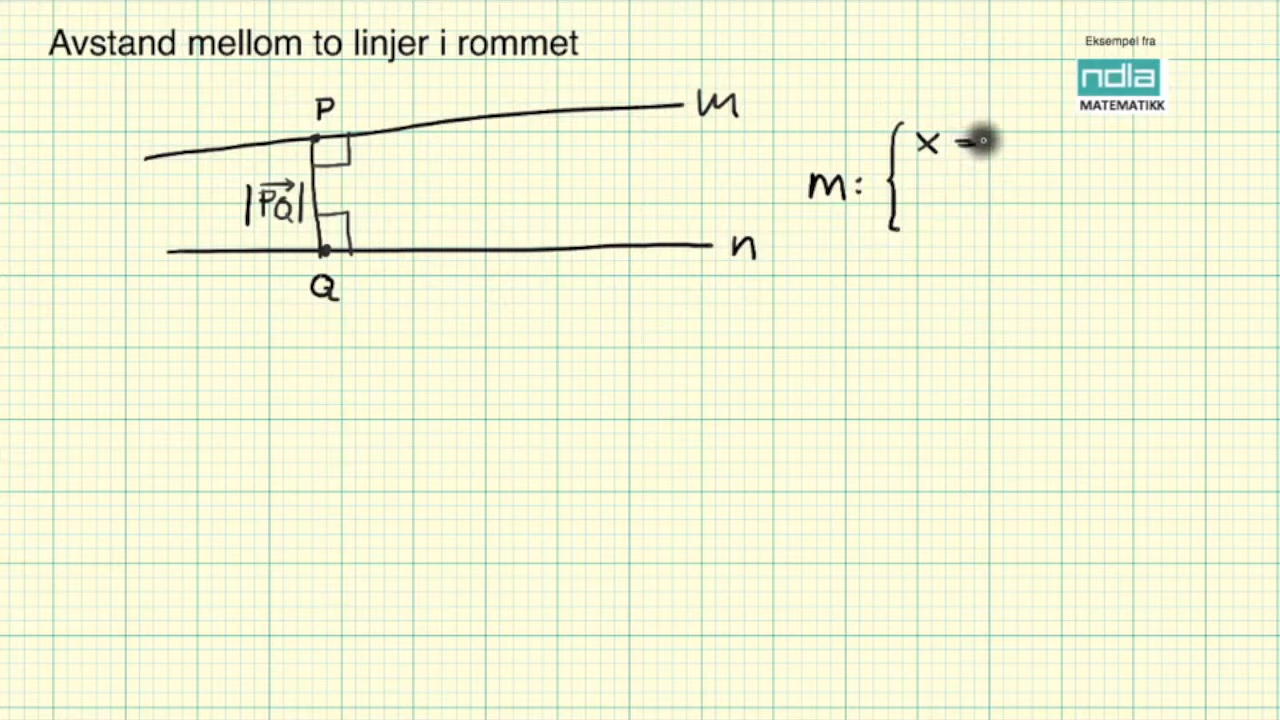 Avstand mellom to linjer i rommet
Eksempel fra
ndla
MATEMATIKK
P
m
m: { x =
|PQ|
n
Q